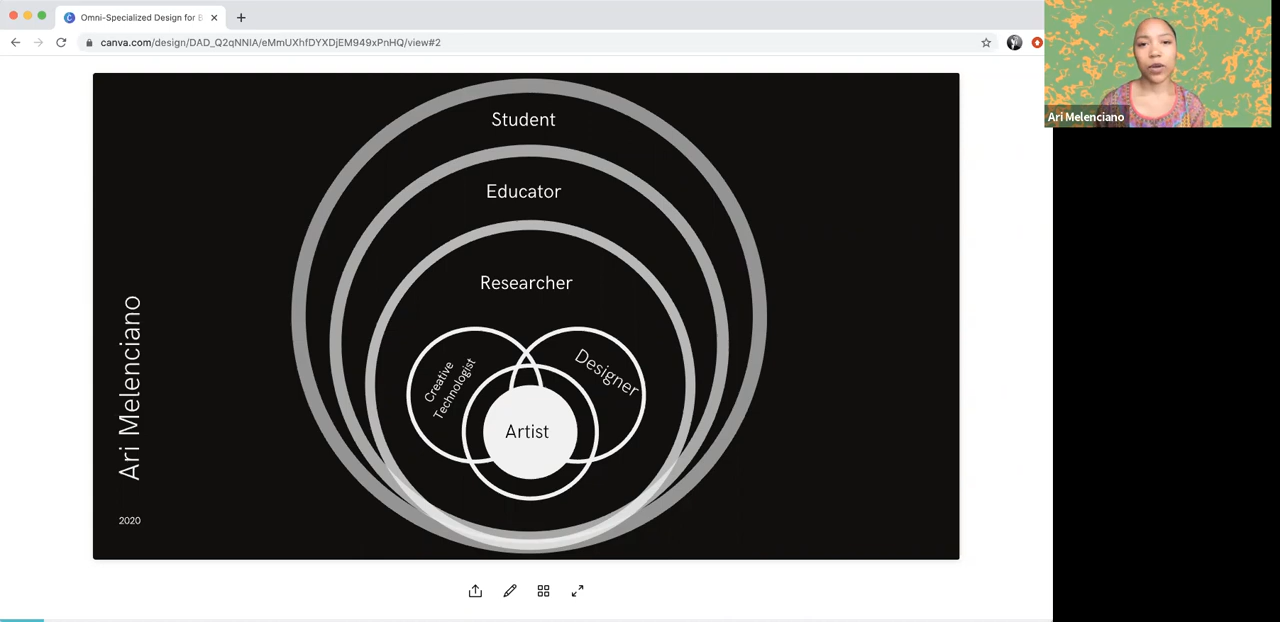 Omni-Specialized Design for B
canva.com/design/DAD_Q2qNNIA/eMmUXhfDYXDjEM949xPnHQ/view#2
Ari Melenciano
Student
Educator
Researcher
Creative
Technologist
Designer
Artist
Ari Melenciano
2020